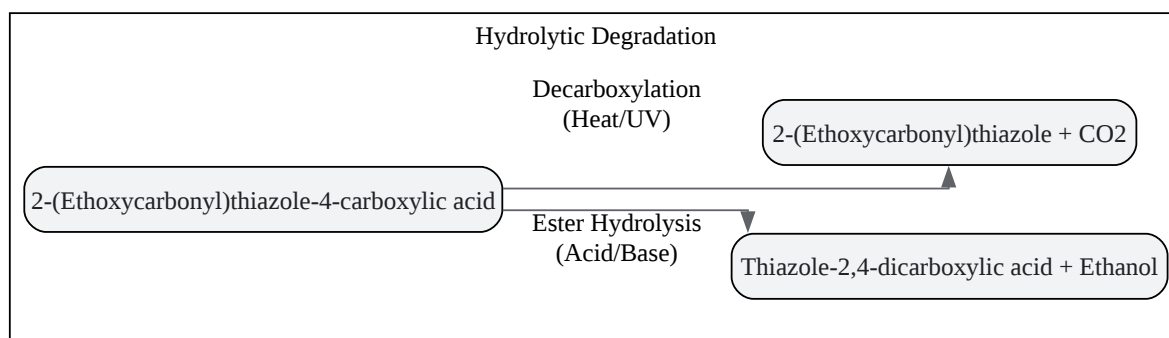 Hydrolytic Degradation
Decarboxylation
(Heat/UV)
2-(Ethoxycarbonyl)thiazole + CO2
2-(Ethoxycarbonyl)thiazole-4-carboxylic acid
Ester Hydrolysis
(Acid/Base)
Thiazole-2,4-dicarboxylic acid + Ethanol